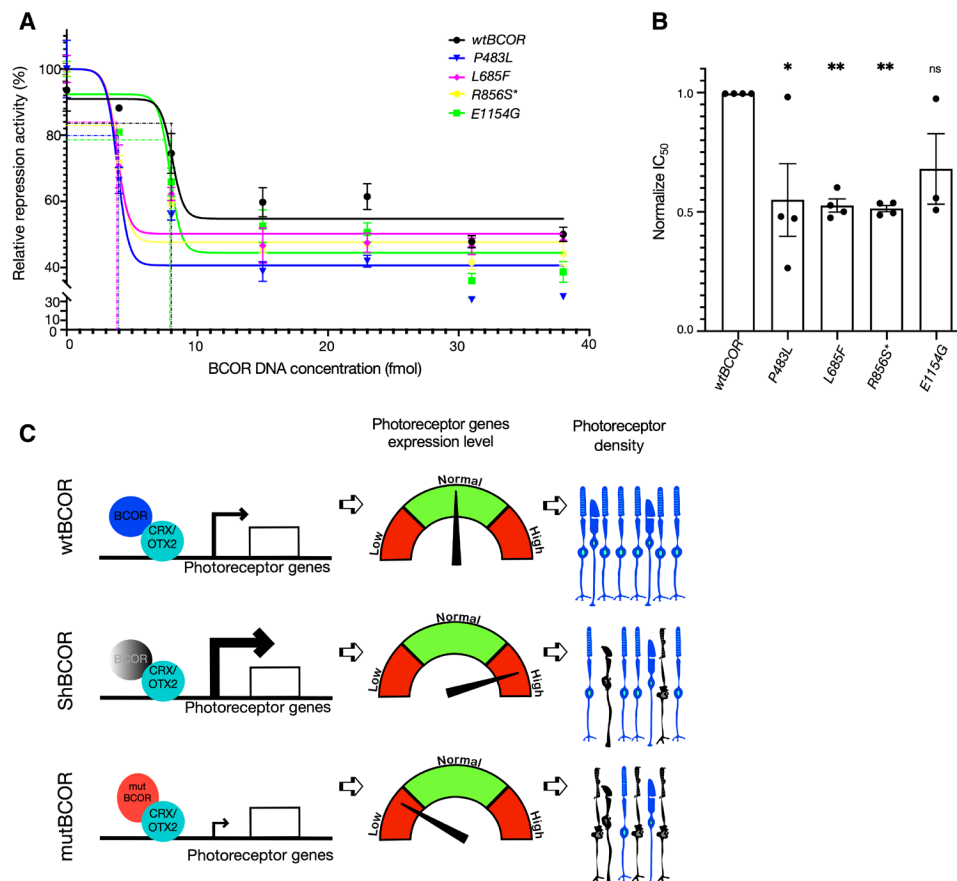 A
Relative repression activity (%)
100
80
60
40
30
20
10
0
0
10
20
30
40
BCOR DNA concentration (fmol)
wtBCOR
P483L
L685F
R856S*
E1154G
B
Normalize IC50
1.0
0.5
0.0
*
**
**
ns
wtBCOR
P483L
L685F
R856S*
E1154G
C
Photoreceptor genes
expression level
Photoreceptor
density
wtBCOR
BCOR
CRX/
OTX2
Photoreceptor genes
Low
Normal
High
ShBCOR
BCOR
CRX/
OTX2
Photoreceptor genes
Low
Normal
High
mutBCOR
mut
BCOR
CRX/
OTX2
Photoreceptor genes
Low
Normal
High